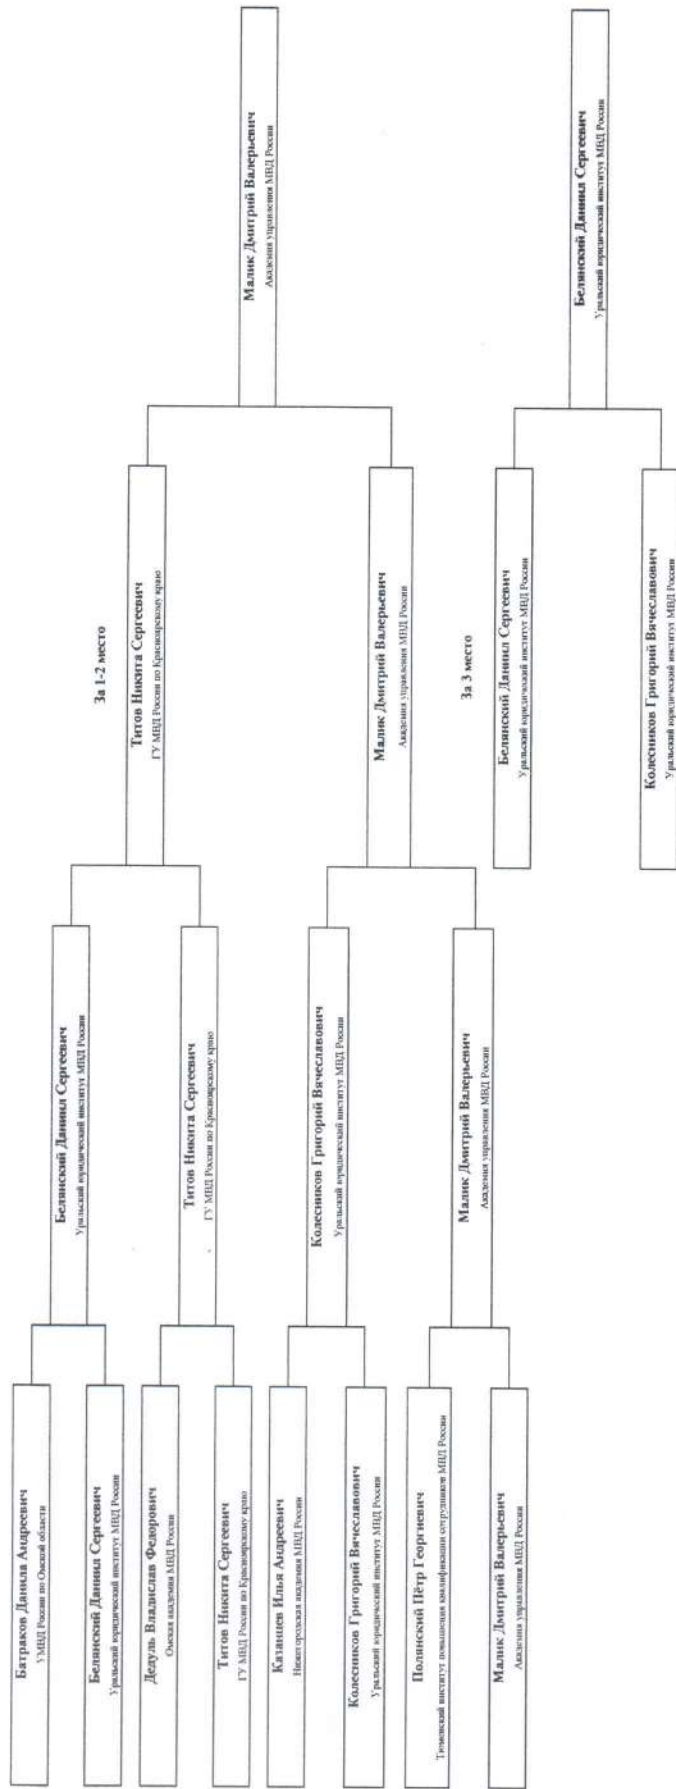 Батраков Данила Андреевич
УМВД России по Омской области
Белянский Даниил Сергеевич
Уральский юридический институт МВД России
Дедуль Владислав Федорович
Омская академия МВД России
Титов Никита Сергеевич
ГУ МВД России по Красноярскому краю
Казанцев Илья Андреевич
Нижегородская академия МВД России
Колесников Григорий Вячеславович
Уральский юридический институт МВД России
Полянский Пётр Георгиевич
Тюменский институт повышения квалификации сотрудников МВД России
Малик Дмитрий Валерьевич
Академия управления МВД России
Белянский Даниил Сергеевич
Уральский юридический институт МВД России
Титов Никита Сергеевич
ГУ МВД России по Красноярскому краю
Колесников Григорий Вячеславович
Уральский юридический институт МВД России
Малик Дмитрий Валерьевич
Академия управления МВД России
За 1-2 место
Титов Никита Сергеевич
ГУ МВД России по Красноярскому краю
Малик Дмитрий Валерьевич
Академия управления МВД России
Малик Дмитрий Валерьевич
Академия управления МВД России
За 3 место
Белянский Даниил Сергеевич
Уральский юридический институт МВД России
Колесников Григорий Вячеславович
Уральский юридический институт МВД России
Белянский Даниил Сергеевич
Уральский юридический институт МВД России